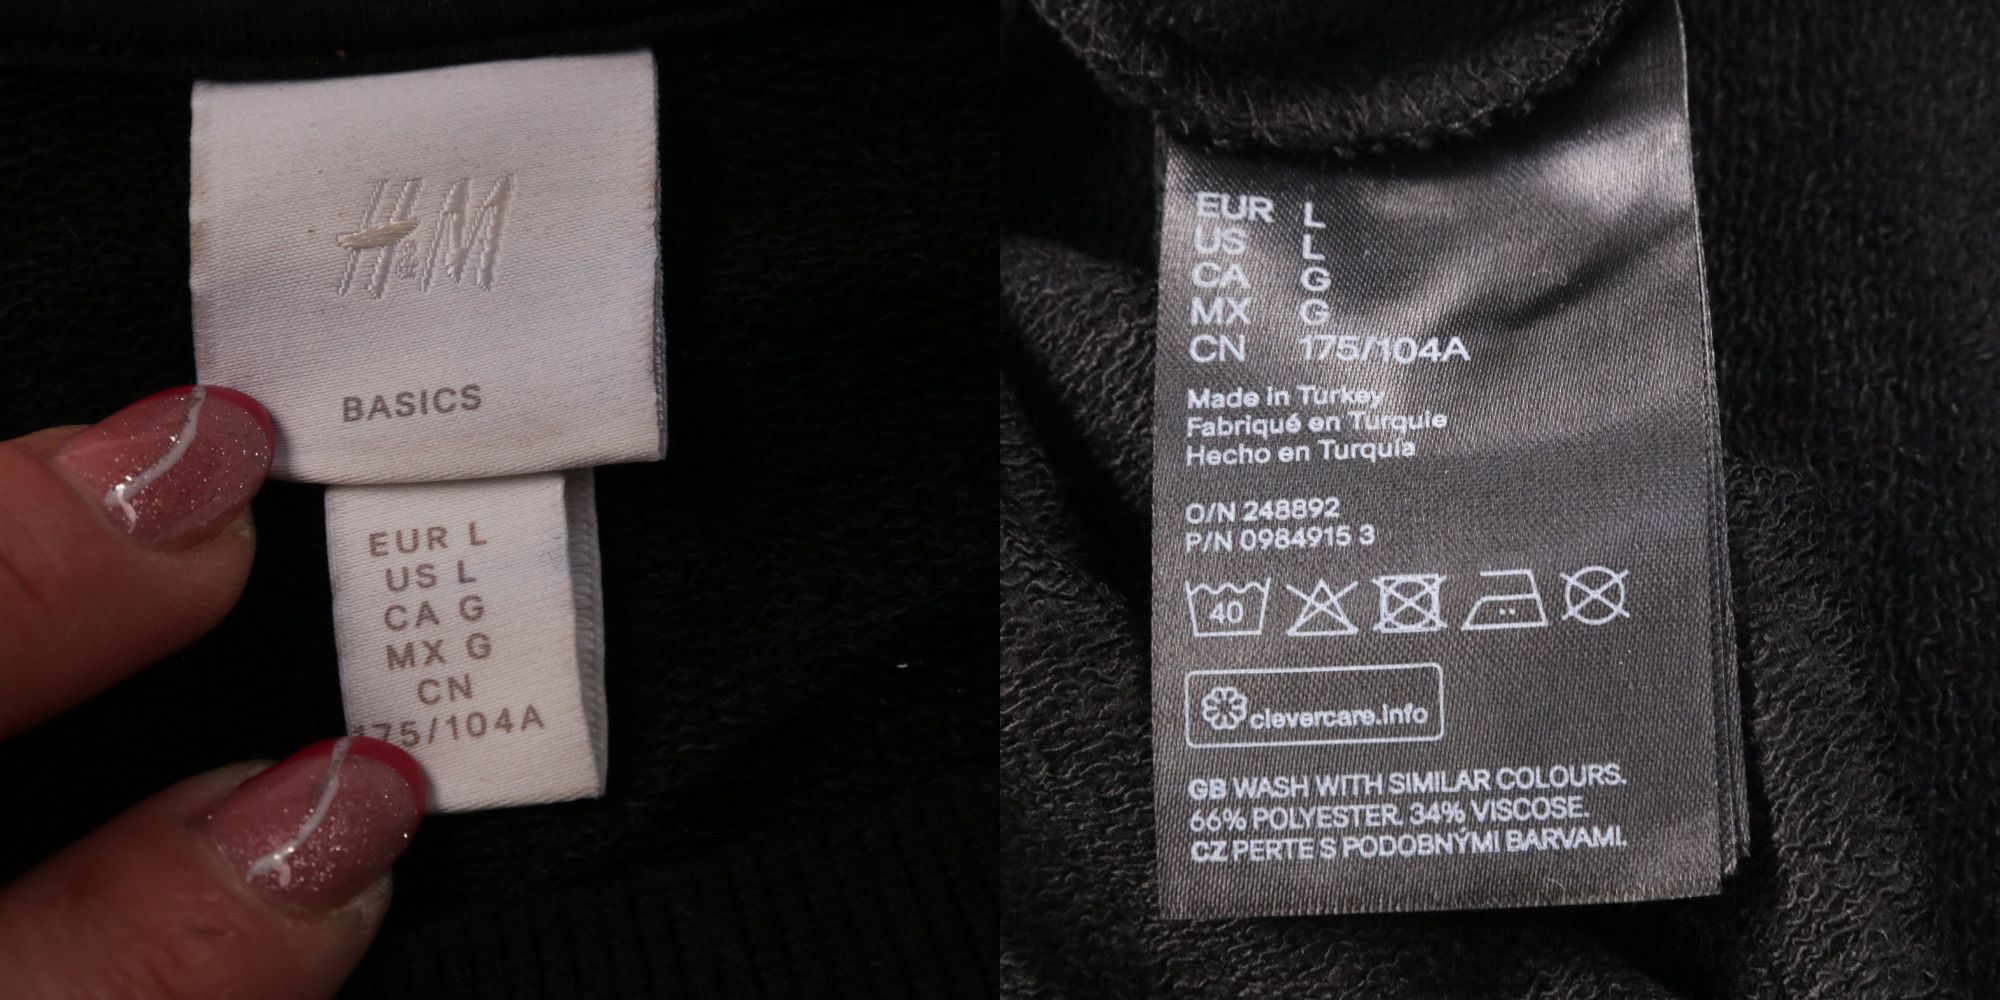 H&M
BASICS
EUR L
US L
CA G
MX G
CN
175/104A
EUR L
US L
CA G
MX G
CN 175/104A
Made in Turkey
Fabriqué en Turquie
Hecho en Turquía
O/N 248892
P/N 0984915 3
40
clevercare.info
GB WASH WITH SIMILAR COLOURS.
66% POLYESTER. 34% VISCOSE.
CZ PERTE S PODOBNÝMI BARVAMI.